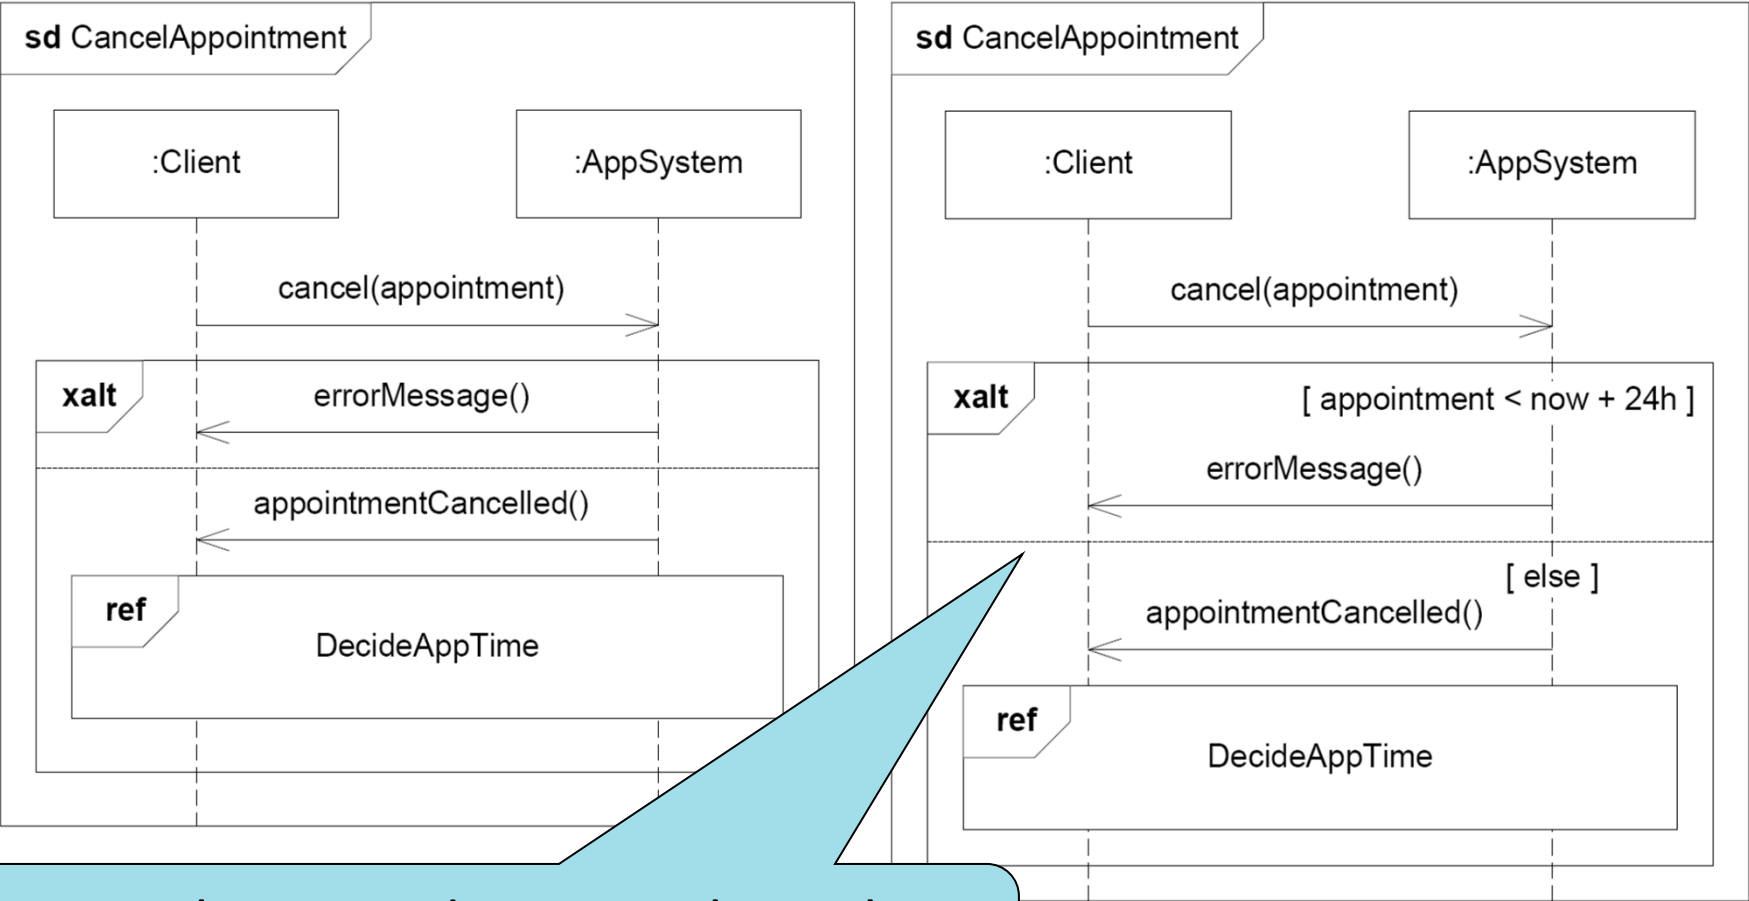 sd CancelAppointment
:Client
:AppSystem
cancel(appointment)
xalt
errorMessage()
appointmentCancelled()
ref
DecideAppTime
sd CancelAppointment
:Client
:AppSystem
cancel(appointment)
xalt
[ appointment < now + 24h ]
errorMessage()
[ else ]
appointmentCancelled()
ref
DecideAppTime